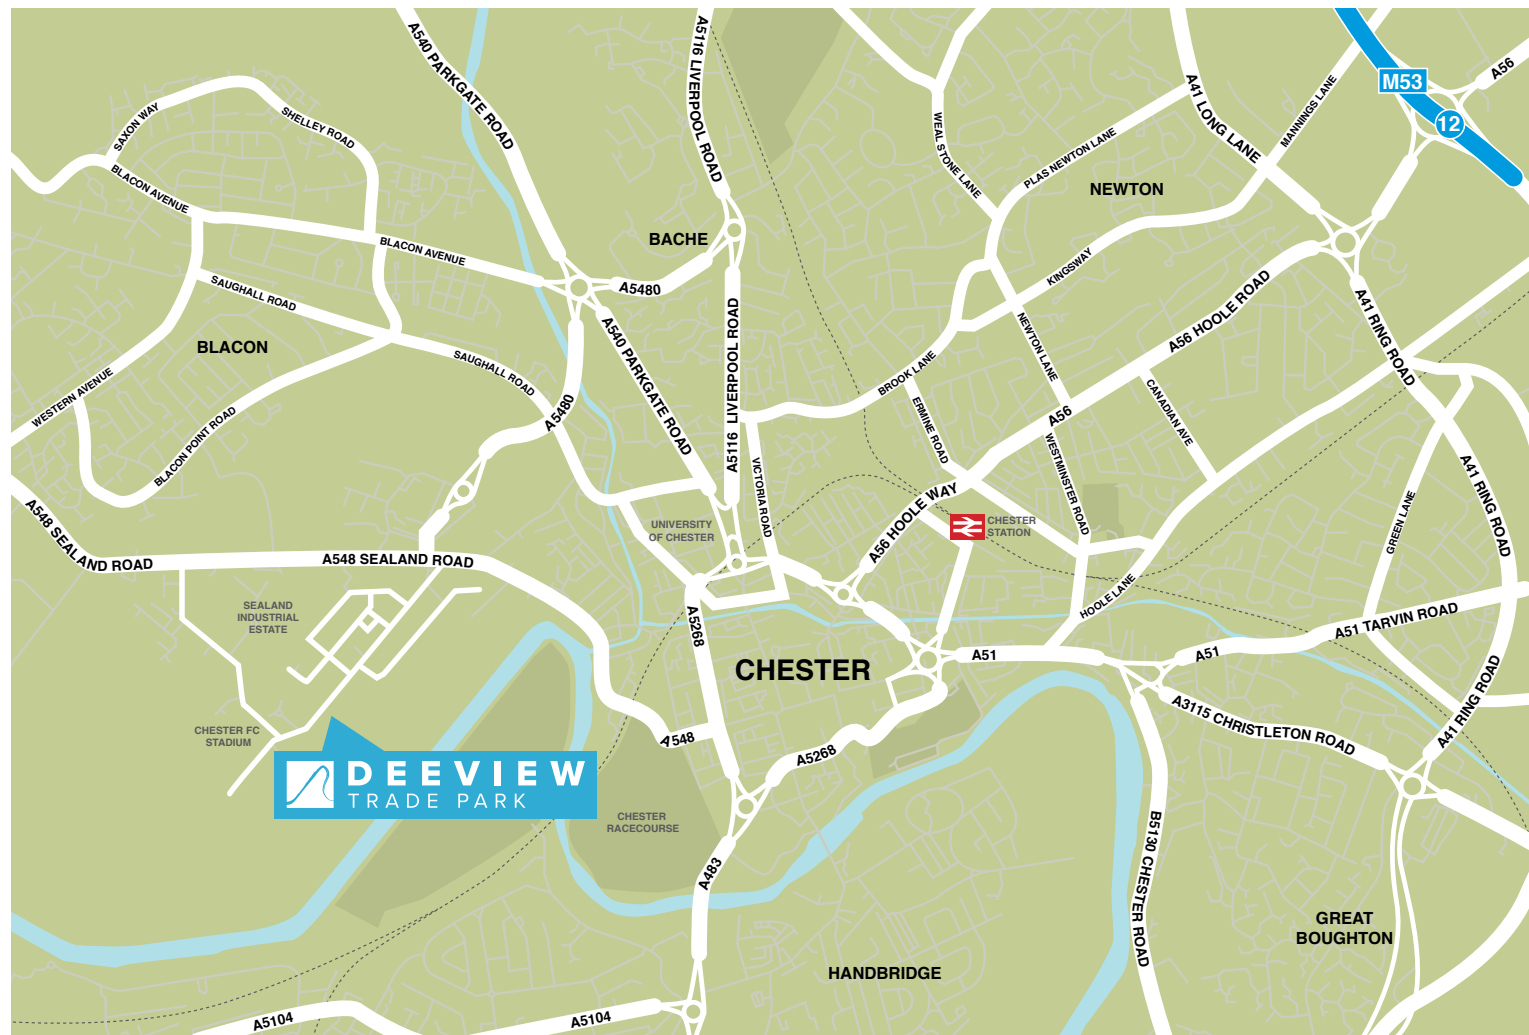 A540 PARKGATE ROAD
A5116 LIVERPOOL ROAD
M53
12
A56
A41 LONG LANE
MANNINGS LANE
SAXON WAY
SHELLEY ROAD
WEALSTONE LANE
PLAS NEWTON LANE
NEWTON
BLACON AVENUE
BLACON AVENUE
BACHE
A5480
KINGSWAY
SAUGHALL ROAD
A56 HOOLE ROAD
A41 RING ROAD
BLACON
SAUGHALL ROAD
A540 PARKGATE ROAD
A5116 LIVERPOOL ROAD
NEWTON LANE
BROOK LANE
WESTERN AVENUE
BLACON POINT ROAD
A5480
ERMINE ROAD
A56
CANADIAN AVE
WESTMINSTER ROAD
VICTORIA ROAD
A41 RING ROAD
GREEN LANE
A548 SEALAND ROAD
A548 SEALAND ROAD
UNIVERSITY
OF CHESTER
A56 HOOLE WAY
CHESTER
STATION
HOOLE LANE
SEALAND
INDUSTRIAL
ESTATE
A5268
A51 TARVIN ROAD
CHESTER
A51
A51
A3115 CHRISTLETON ROAD
A41 RING ROAD
CHESTER FC
STADIUM
A548
A5268
DEEVIEW
TRADE PARK
CHESTER
RACECOURSE
A483
B5130 CHESTER ROAD
GREAT
BOUGHTON
HANDBRIDGE
A5104
A5104